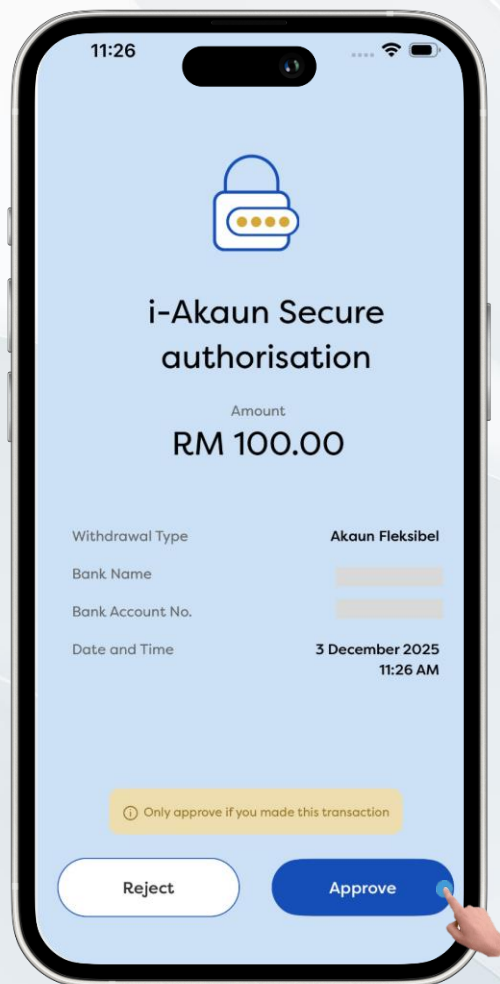 11:26
i-Akaun Secure
authorisation
Amount
RM 100.00
Withdrawal Type Akaun Fleksibel
Bank Name
Bank Account No.
Date and Time 3 December 2025
11:26 AM
Only approve if you made this transaction
Reject Approve